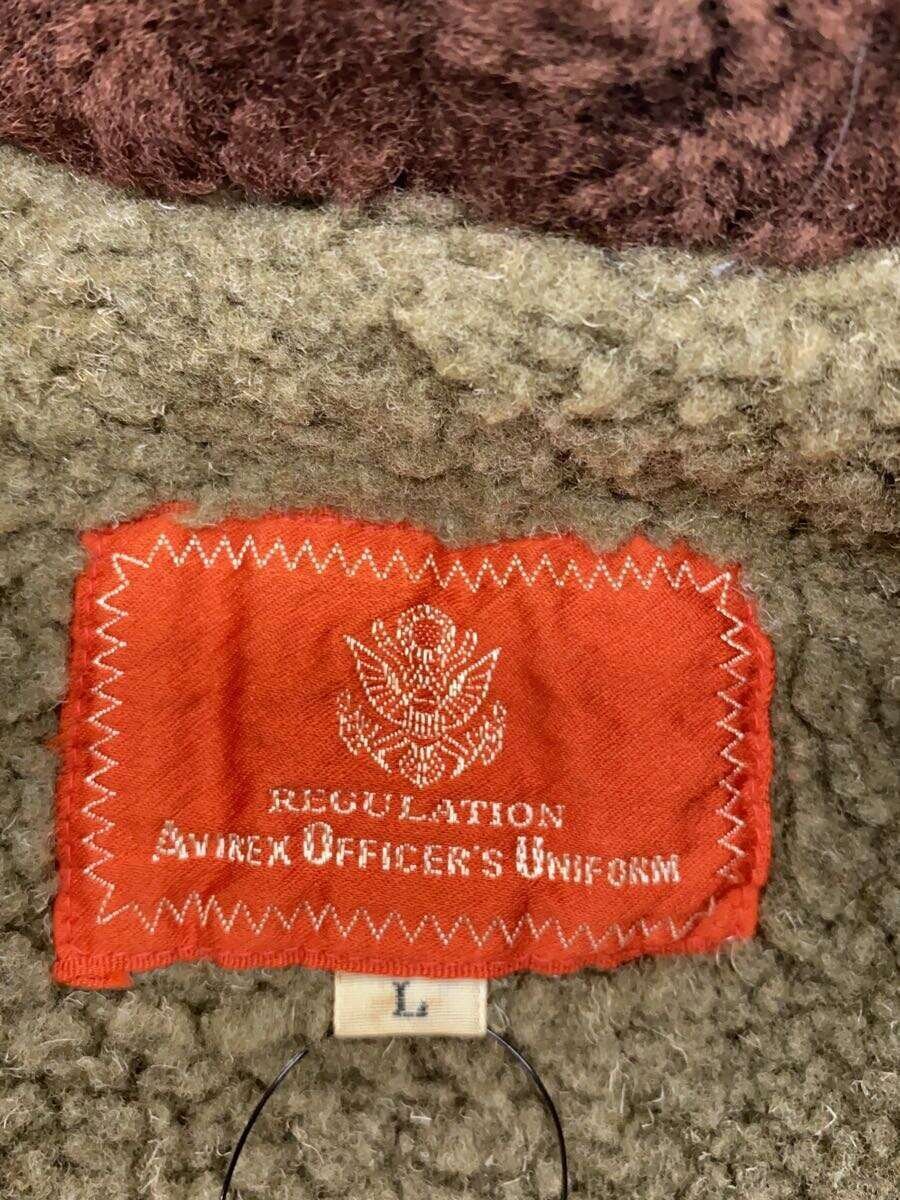 REGULATION
AVIREX OFFICER'S UNIFORM
L